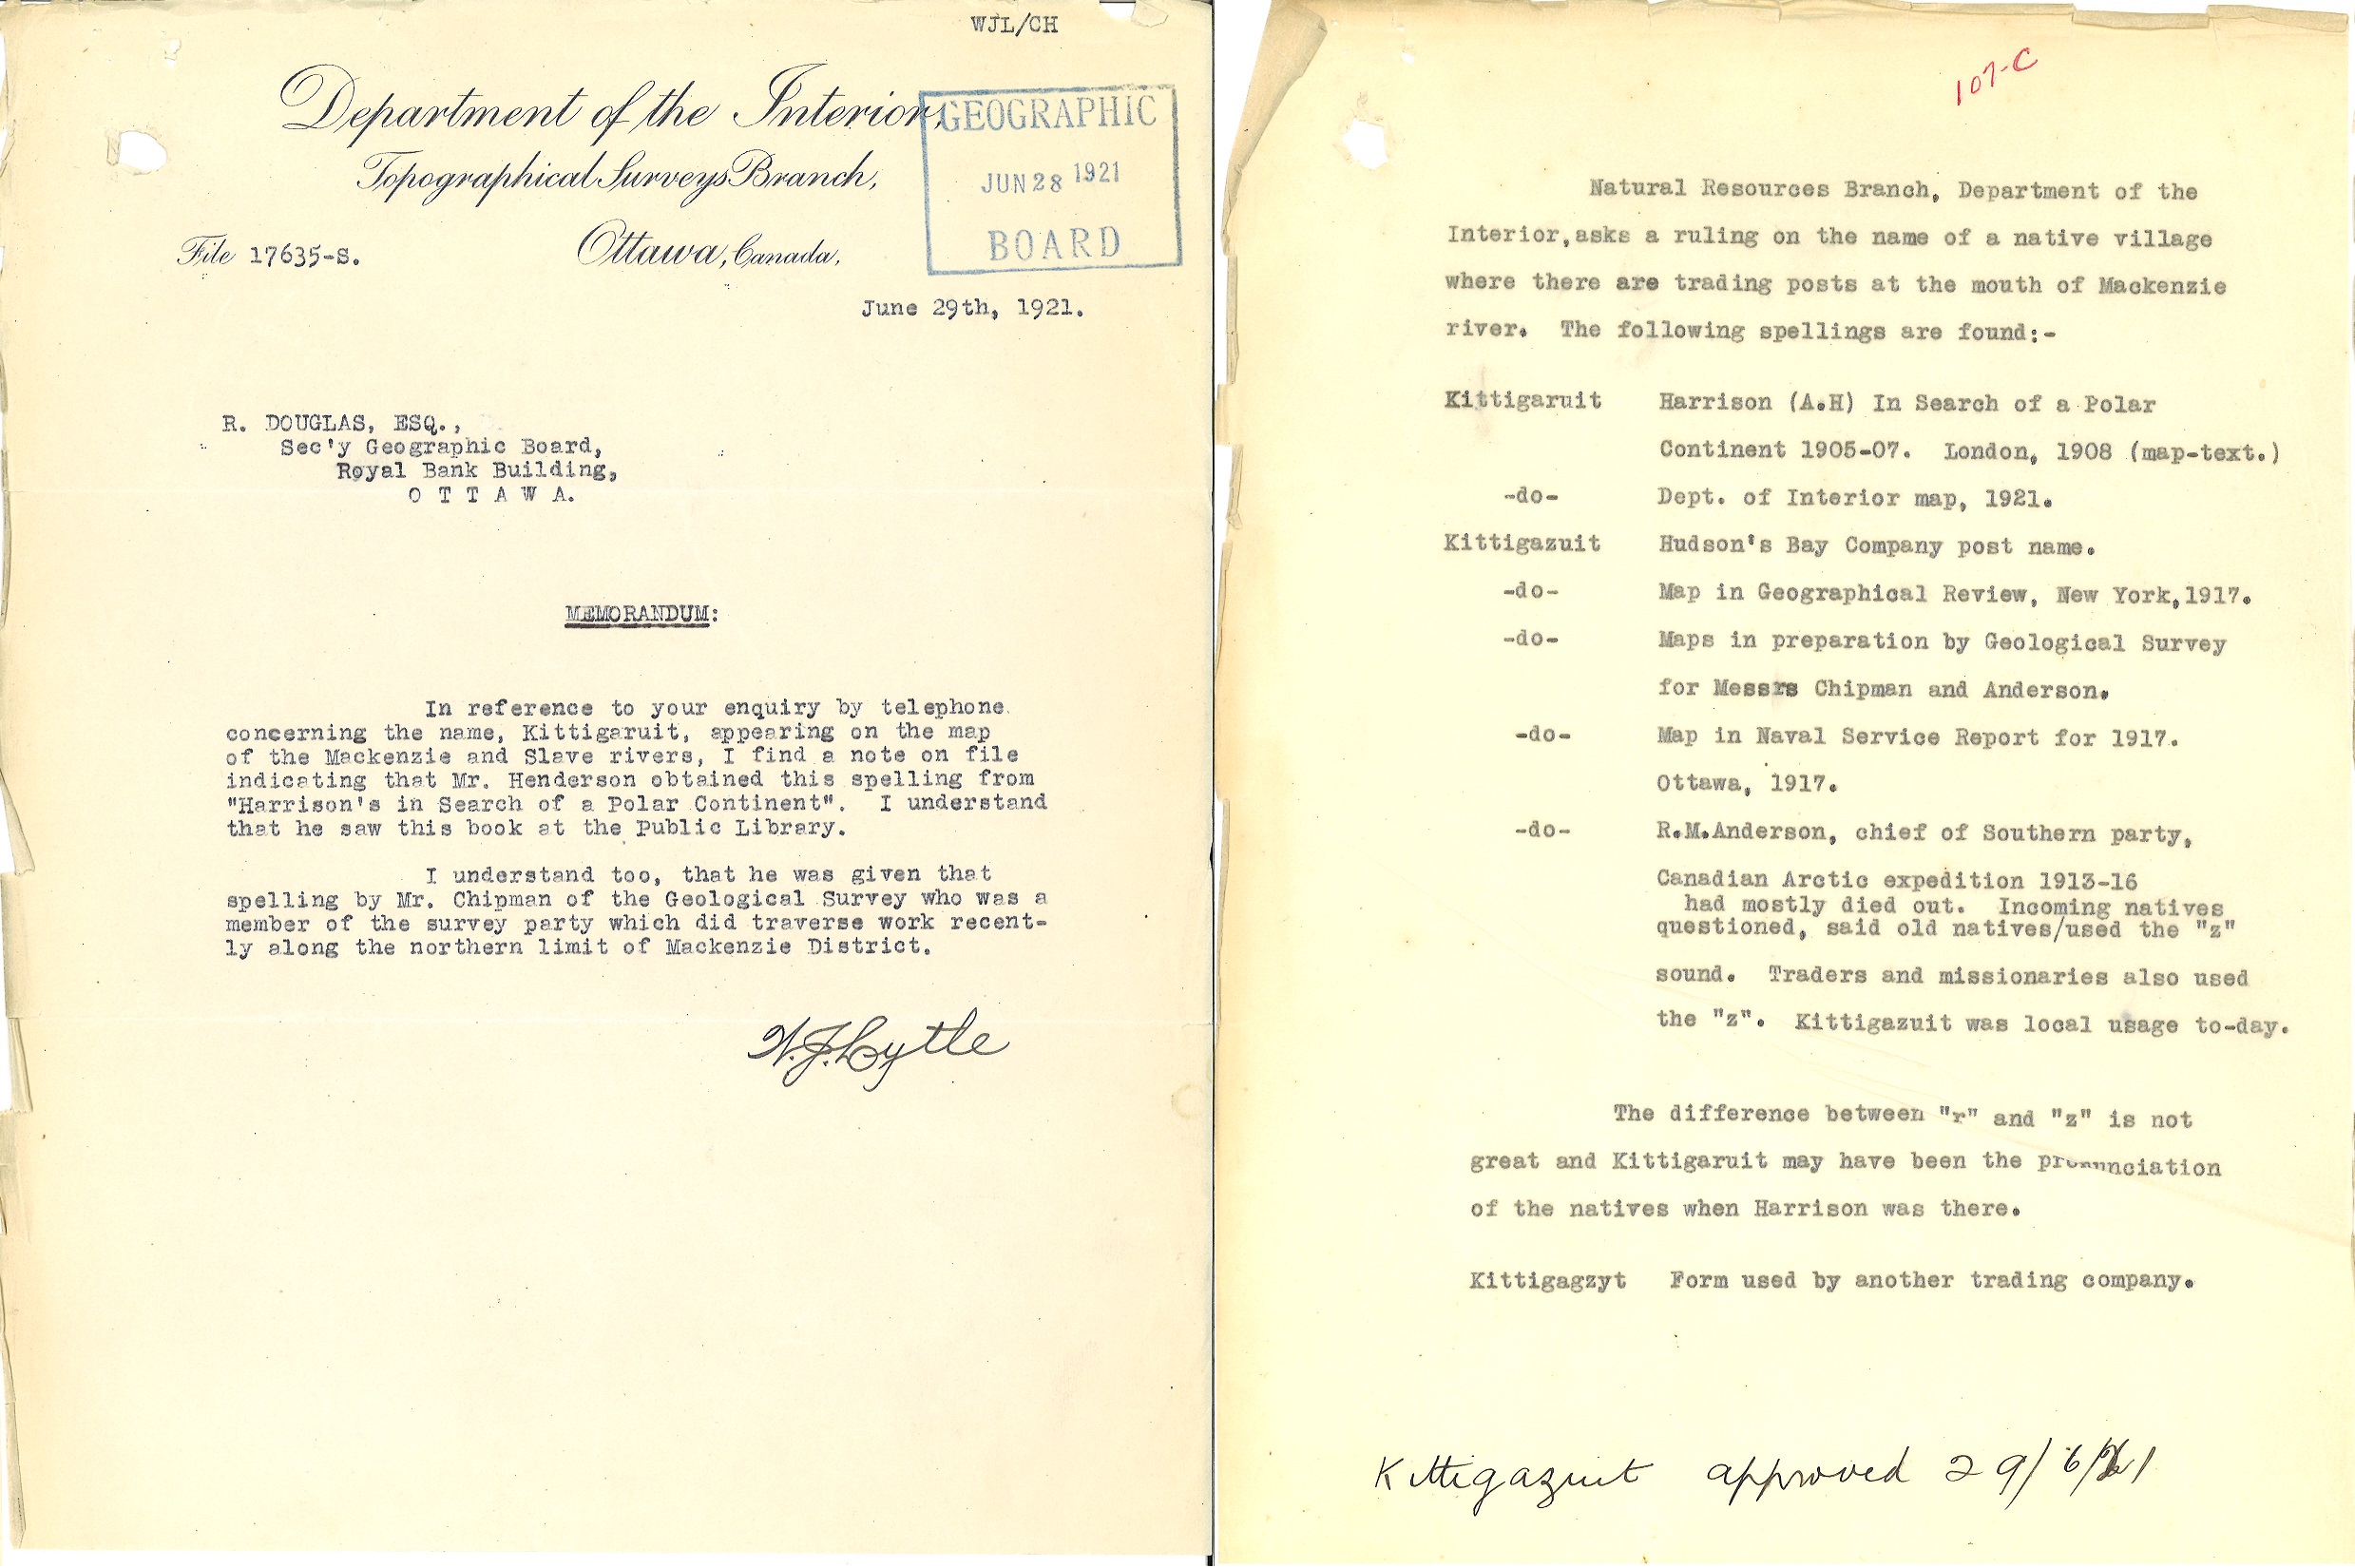 WJL/CH
Department of the Interior,
Topographical Surveys Branch,
Ottawa, Canada,
File 17635-S.
GEOGRAPHIC
JUN 28 1921
BOARD
June 29th, 1921.
R. DOUGLAS, ESQ.,
Sec'y Geographic Board,
Royal Bank Building,
O T T A W A.
MEMORANDUM:
In reference to your enquiry by telephone
concerning the name, Kittigaruit, appearing on the map
of the Mackenzie and Slave rivers, I find a note on file
indicating that Mr. Henderson obtained this spelling from
"Harrison's in Search of a Polar Continent".  I understand
that he saw this book at the Public Library.
I understand too, that he was given that
spelling by Mr. Chipman of the Geological Survey who was a
member of the survey party which did traverse work recent-
ly along the northern limit of Mackenzie District.
W.J.Lytle
107-C
Natural Resources Branch, Department of the
Interior,asks a ruling on the name of a native village
where there are trading posts at the mouth of Mackenzie
river.  The following spellings are found:-
Kittigaruit Harrison (A.H) In Search of a Polar
Continent 1905-07.  London, 1908 (map-text.)
-do- Dept. of Interior map, 1921.
Kittigazuit Hudson's Bay Company post name.
-do- Map in Geographical Review, New York,1917.
-do- Maps in preparation by Geological Survey
for Messrs Chipman and Anderson.
-do- Map in Naval Service Report for 1917.
Ottawa, 1917.
-do- R.M.Anderson, chief of Southern party,
Canadian Arctic expedition 1913-16
had mostly died out.  Incoming natives
questioned, said old natives/used the "z"
sound.  Traders and missionaries also used
the "z".  Kittigazuit was local usage to-day.
The difference between "r" and "z" is not
great and Kittigaruit may have been the pronunciation
of the natives when Harrison was there.
Kittigagzyt Form used by another trading company.
Kittigazuit approved 29/6/21